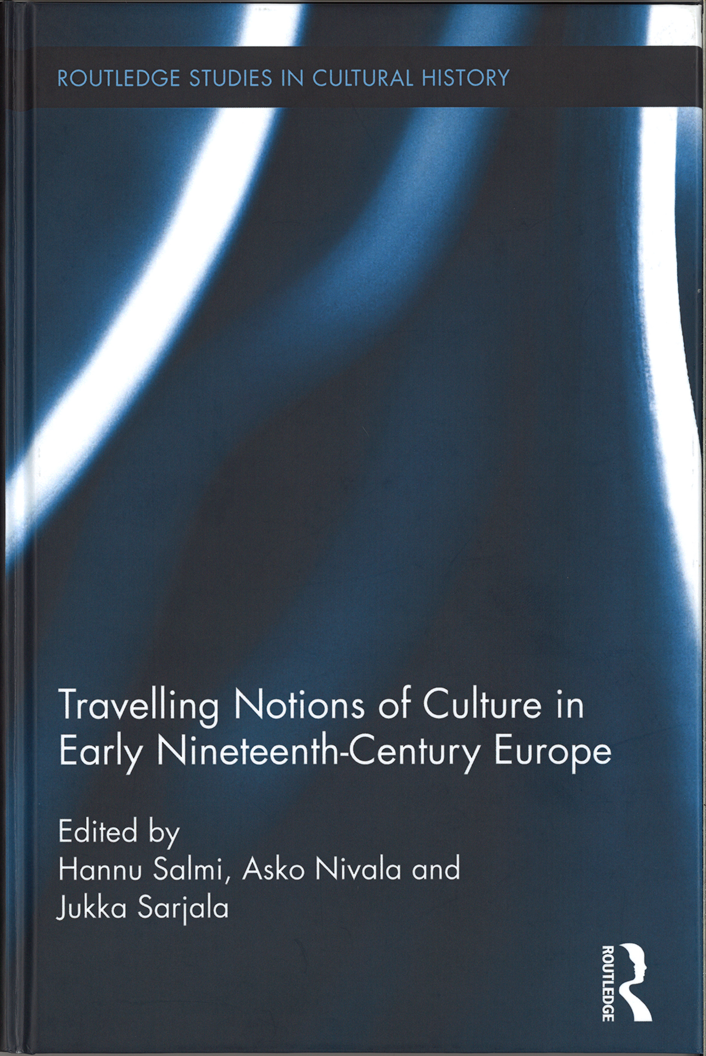 ROUTLEDGE STUDIES IN CULTURAL HISTORY
Travelling Notions of Culture in
Early Nineteenth-Century Europe
Edited by
Hannu Salmi, Asko Nivala and
Jukka Sarjala
ROUTLEDGE